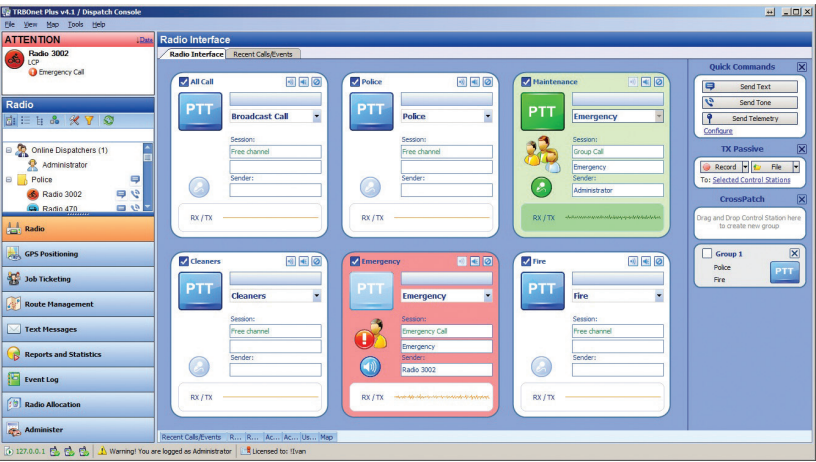 TRBOnet Plus v4.1 / Dispatch Console
File View Map Tools Help
ATTENTION ↓Data
Radio 3002
LCP
Emergency Call
Radio
Online Dispatchers (1)
Administrator
Police
Radio 3002
Radio 470
Radio
GPS Positioning
Job Ticketing
Route Management
Text Messages
Reports and Statistics
Event Log
Radio Allocation
Administer
Radio Interface
Radio Interface Recent Calls/Events
All Call
PTT
Broadcast Call
Session:
Free channel
Sender:
RX / TX
Police
PTT
Police
Session:
Free channel
Sender:
RX / TX
Maintenance
PTT
Emergency
Session:
Group Call
Emergency
Sender:
Administrator
RX / TX
Cleaners
PTT
Cleaners
Session:
Free channel
Sender:
RX / TX
Emergency
PTT
Emergency
Session:
Emergency Call
Emergency
Sender:
Radio 3002
RX / TX
Fire
PTT
Fire
Session:
Free channel
Sender:
RX / TX
Quick Commands
Send Text
Send Tone
Send Telemetry
Configure
TX Passive
Record File
To: Selected Control Stations
CrossPatch
Drag and Drop Control Station here
to create new group
Group 1
Police
Fire
PTT
Recent Calls/Events R... R... Ac... Ac... Us... Map
127.0.0.1 Warning! You are logged as Administrator Licensed to: !Ivan